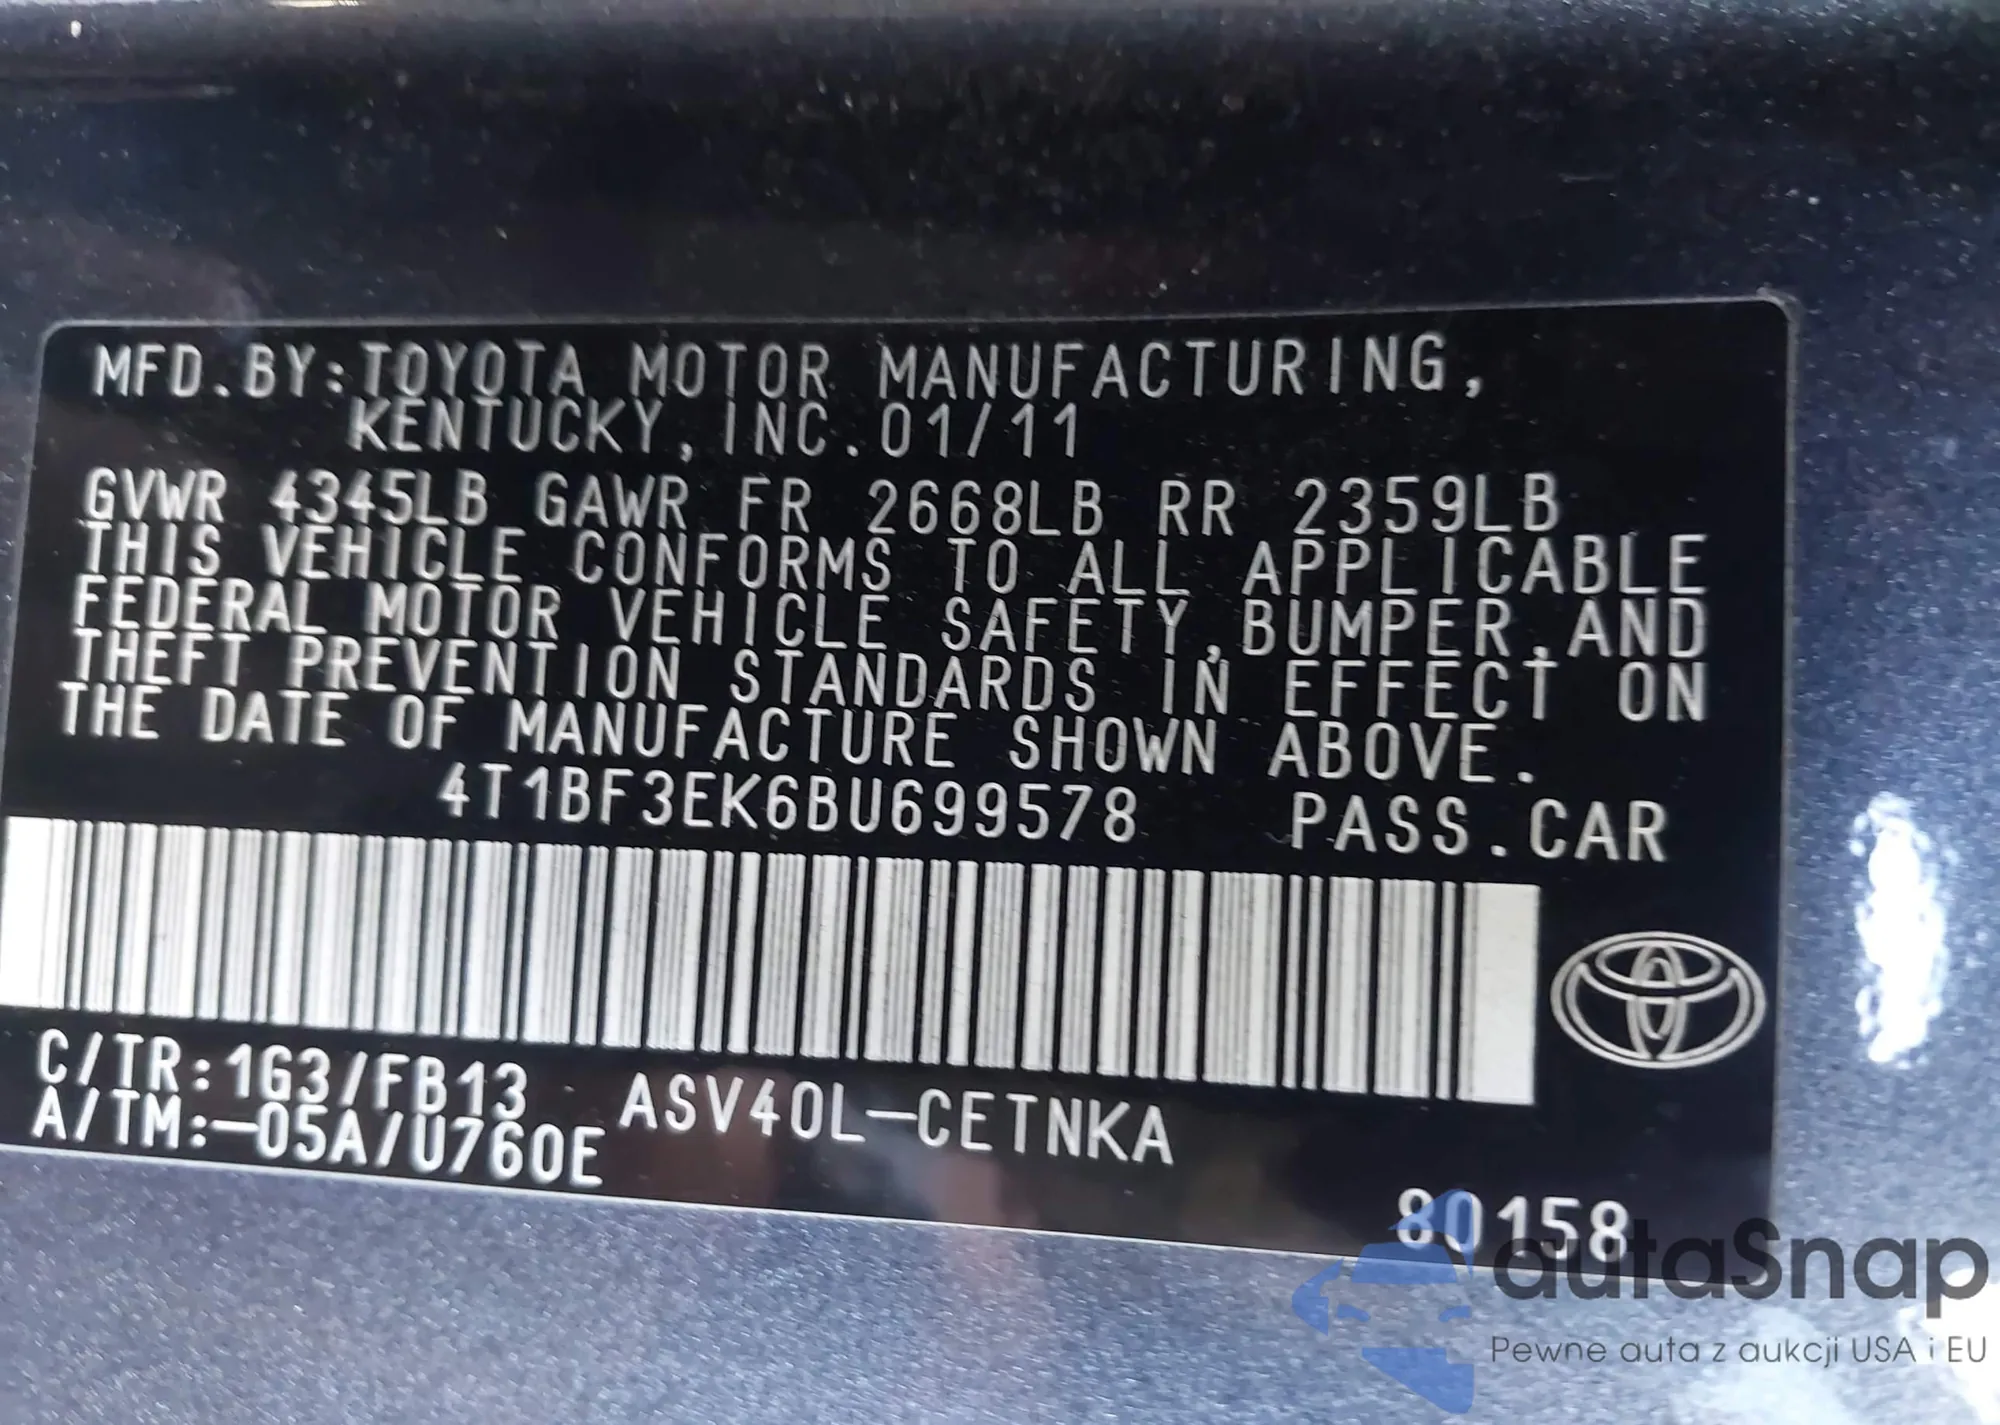 MFD.BY:TOYOTA MOTOR MANUFACTURING,
KENTUCKY, INC. 01/11
GVWR 4345LB GAWR FR 2668LB RR 2359LB
THIS VEHICLE CONFORMS TO ALL APPLICABLE
FEDERAL MOTOR VEHICLE SAFETY,BUMPER,AND
THEFT PREVENTION STANDARDS IN EFFECT ON
THE DATE OF MANUFACTURE SHOWN ABOVE.
4T1BF3EK6BU699578 PASS.CAR
C/TR:1G3/FB13 ASV40L-CETNKA
A/TM:-05A/U760E
80158
autaSnap
Pewne auta z aukcji USA i EU